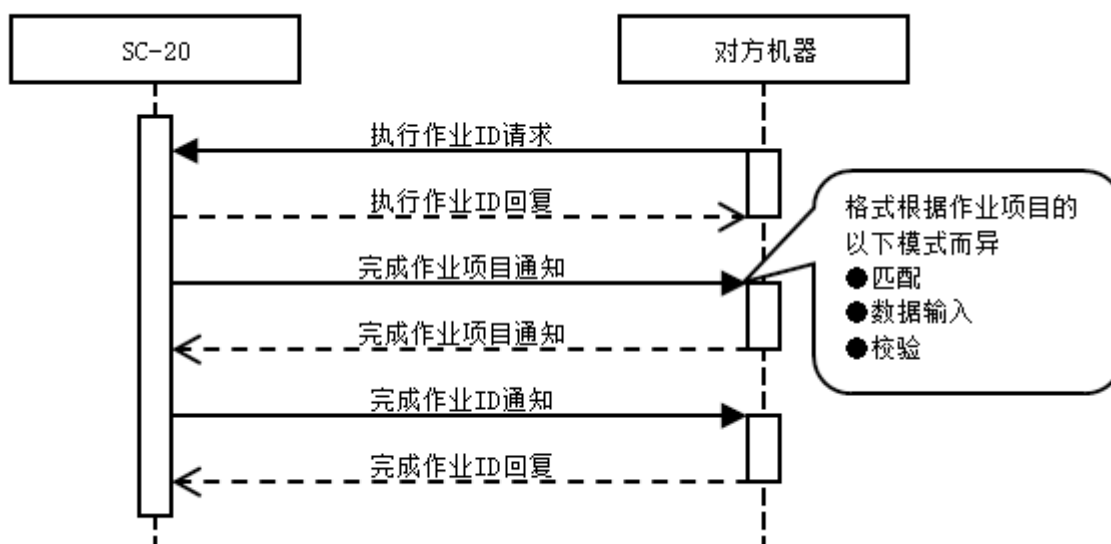 SC-20
对方机器
执行作业ID请求
执行作业ID回复
格式根据作业项目的
以下模式而异
●匹配
●数据输入
●校验
完成作业项目通知
完成作业项目通知
完成作业ID通知
完成作业ID回复